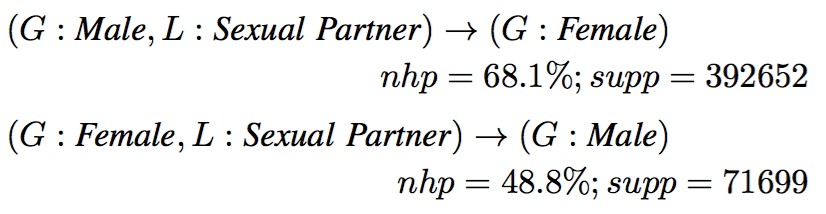 (G : Male, L : Sexual Partner) → (G : Female)
nhp = 68.1%; supp = 392652
(G : Female, L : Sexual Partner) → (G : Male)
nhp = 48.8%; supp = 71699